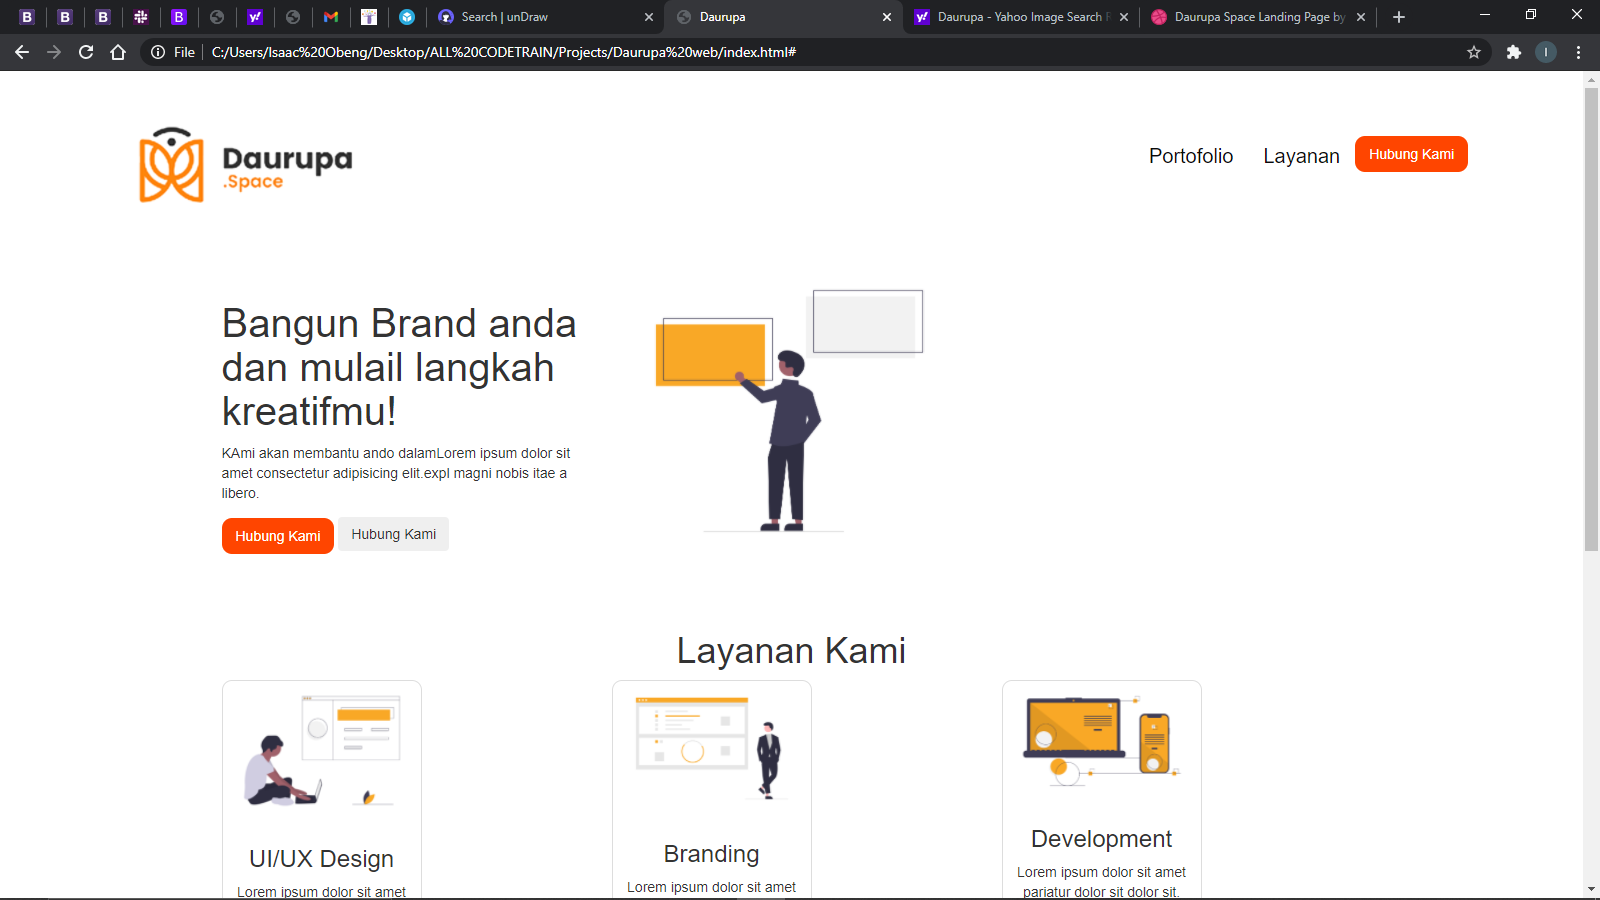 Search | unDraw
Daurupa
Daurupa - Yahoo Image Search R
Daurupa Space Landing Page by
File
C:/Users/Isaac%20Obeng/Desktop/ALL%20CODETRAIN/Projects/Daurupa%20web/index.html#
I
Daurupa
.Space
Portofolio
Layanan
Hubung Kami
Bangun Brand anda
dan mulail langkah
kreatifmu!
KAmi akan membantu ando dalamLorem ipsum dolor sit
amet consectetur adipisicing elit.expl magni nobis itae a
libero.
Hubung Kami
Hubung Kami
Layanan Kami
UI/UX Design
Lorem ipsum dolor sit amet
Branding
Lorem ipsum dolor sit amet
Development
Lorem ipsum dolor sit amet
pariatur dolor sit dolor sit.